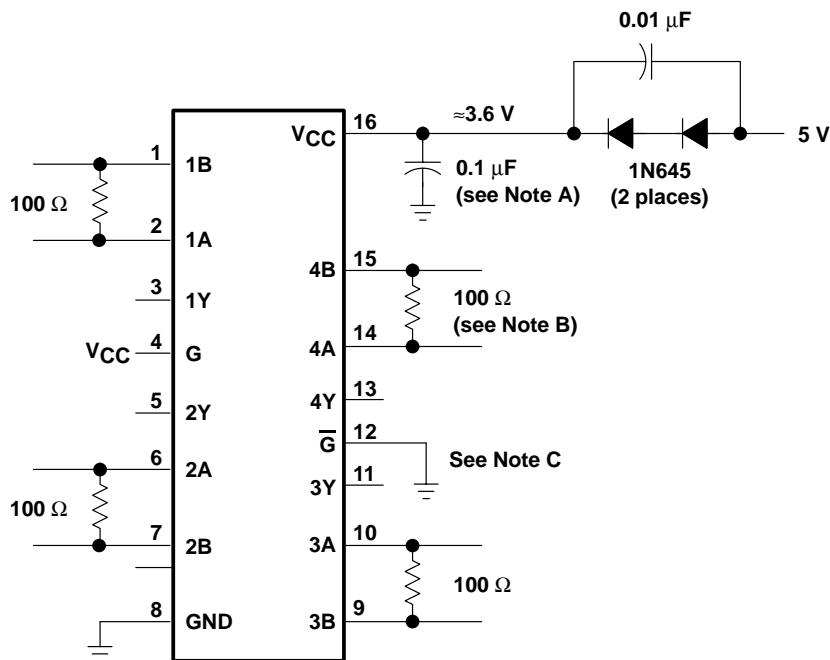 0.01 μF
16
VCC
≈3.6 V
5 V
1
1B
0.1 μF
(see Note A)
1N645
(2 places)
100 Ω
2
1A
15
4B
3
1Y
100 Ω
(see Note B)
14
4A
VCC
4
G
13
4Y
5
2Y
12
G̅
See Note C
6
2A
11
3Y
100 Ω
7
2B
10
3A
100 Ω
8
GND
9
3B